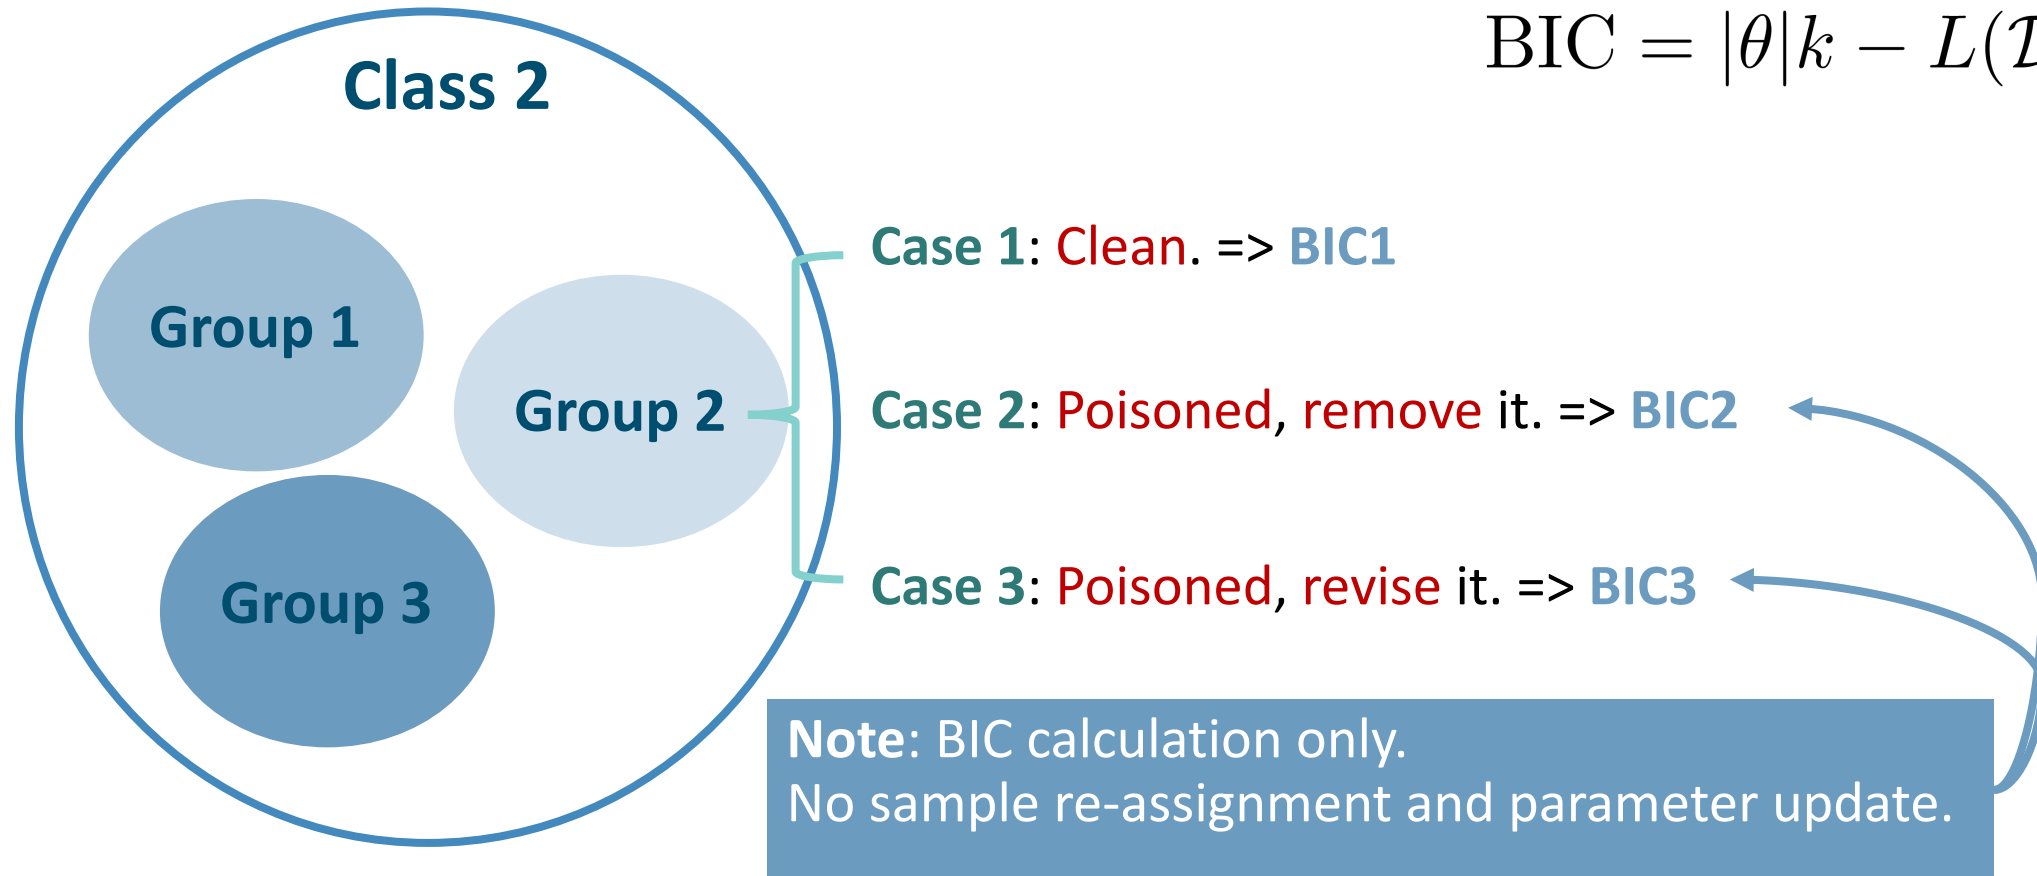 BIC = |θ|k − L(𝒟
Class 2
Group 1
Group 2
Group 3
Case 1: Clean. => BIC1
Case 2: Poisoned, remove it. => BIC2
Case 3: Poisoned, revise it. => BIC3
Note: BIC calculation only.
No sample re-assignment and parameter update.